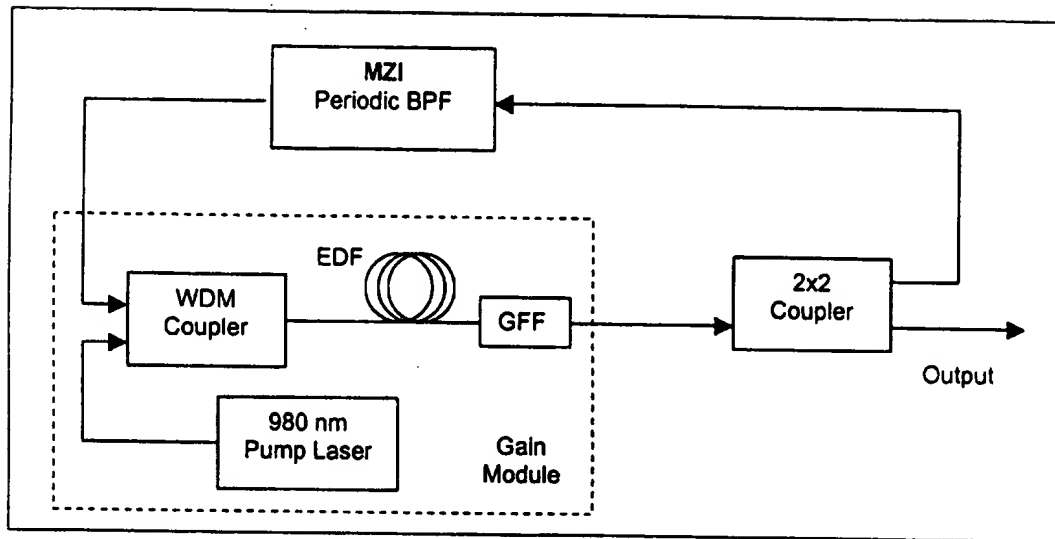 MZI
Periodic BPF
EDF
WDM
Coupler
GFF
2x2
Coupler
Output
980 nm
Pump Laser
Gain
Module